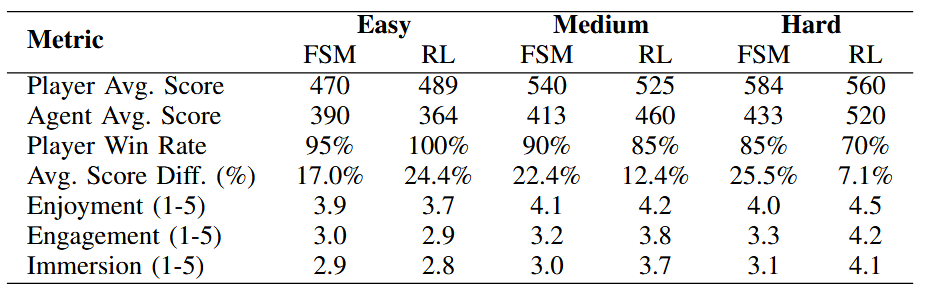 Metric Easy Medium Hard
FSM RL FSM RL FSM RL
Player Avg. Score 470 489 540 525 584 560
Agent Avg. Score 390 364 413 460 433 520
Player Win Rate 95% 100% 90% 85% 85% 70%
Avg. Score Diff. (%) 17.0% 24.4% 22.4% 12.4% 25.5% 7.1%
Enjoyment (1-5) 3.9 3.7 4.1 4.2 4.0 4.5
Engagement (1-5) 3.0 2.9 3.2 3.8 3.3 4.2
Immersion (1-5) 2.9 2.8 3.0 3.7 3.1 4.1